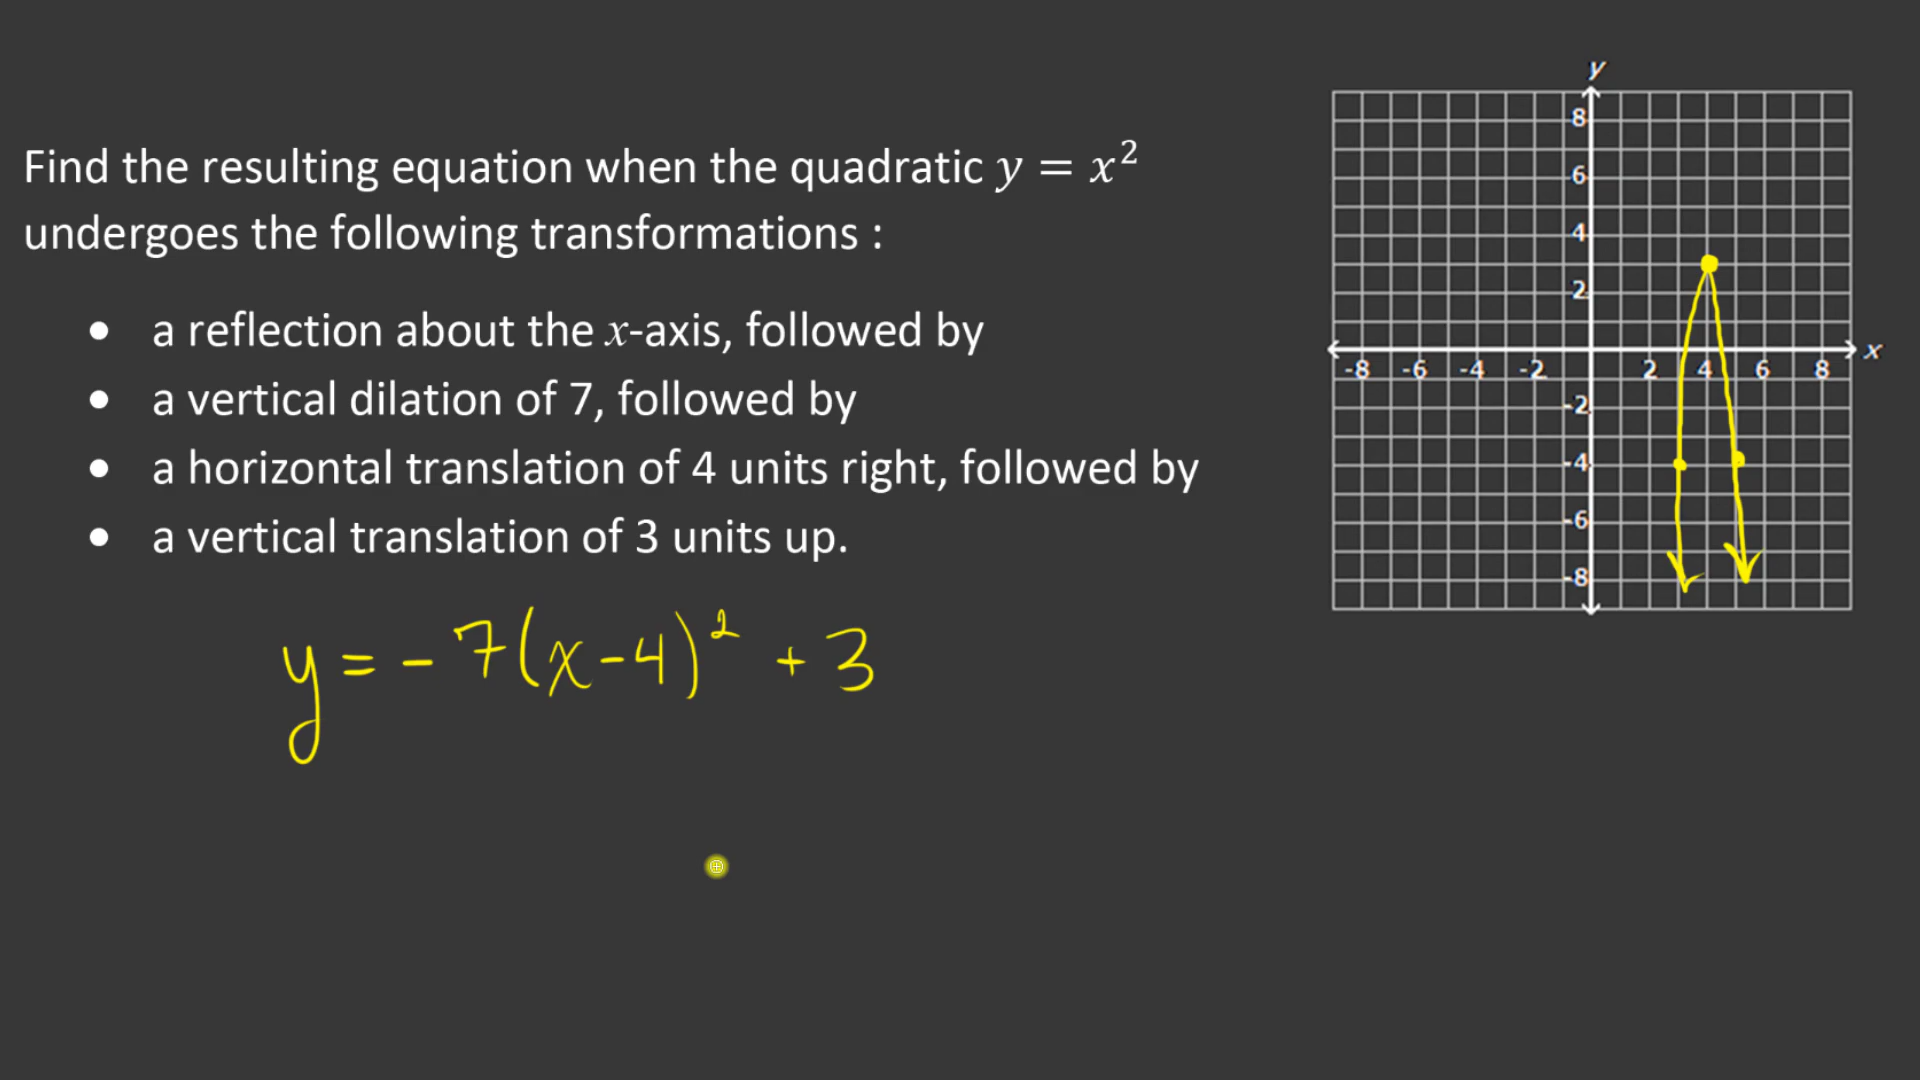 Find the resulting equation when the quadratic y = x²
undergoes the following transformations :
• a reflection about the x-axis, followed by
• a vertical dilation of 7, followed by
• a horizontal translation of 4 units right, followed by
• a vertical translation of 3 units up.
y = - 7(x-4)² + 3
y
8
6
4
2
-8 -6 -4 -2 2 4 6 8 x
-2
-4
-6
-8